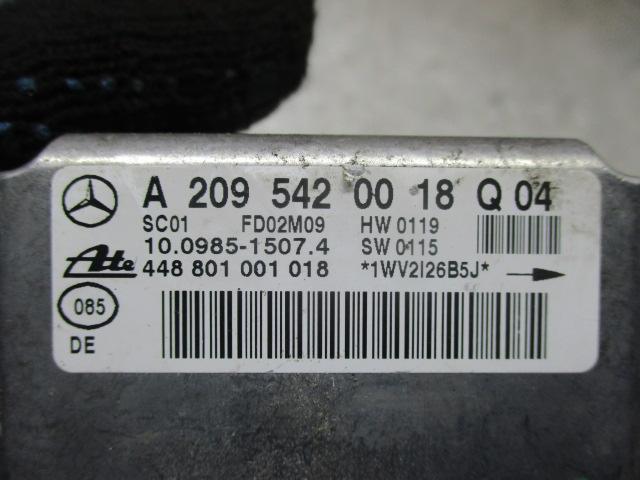 A 209 542 00 18 Q 04
SC01 FD02M09 HW 0119
10.0985-1507.4 SW 0115
Ate 448 801 001 018 *1WV2I26B5J*
085
DE